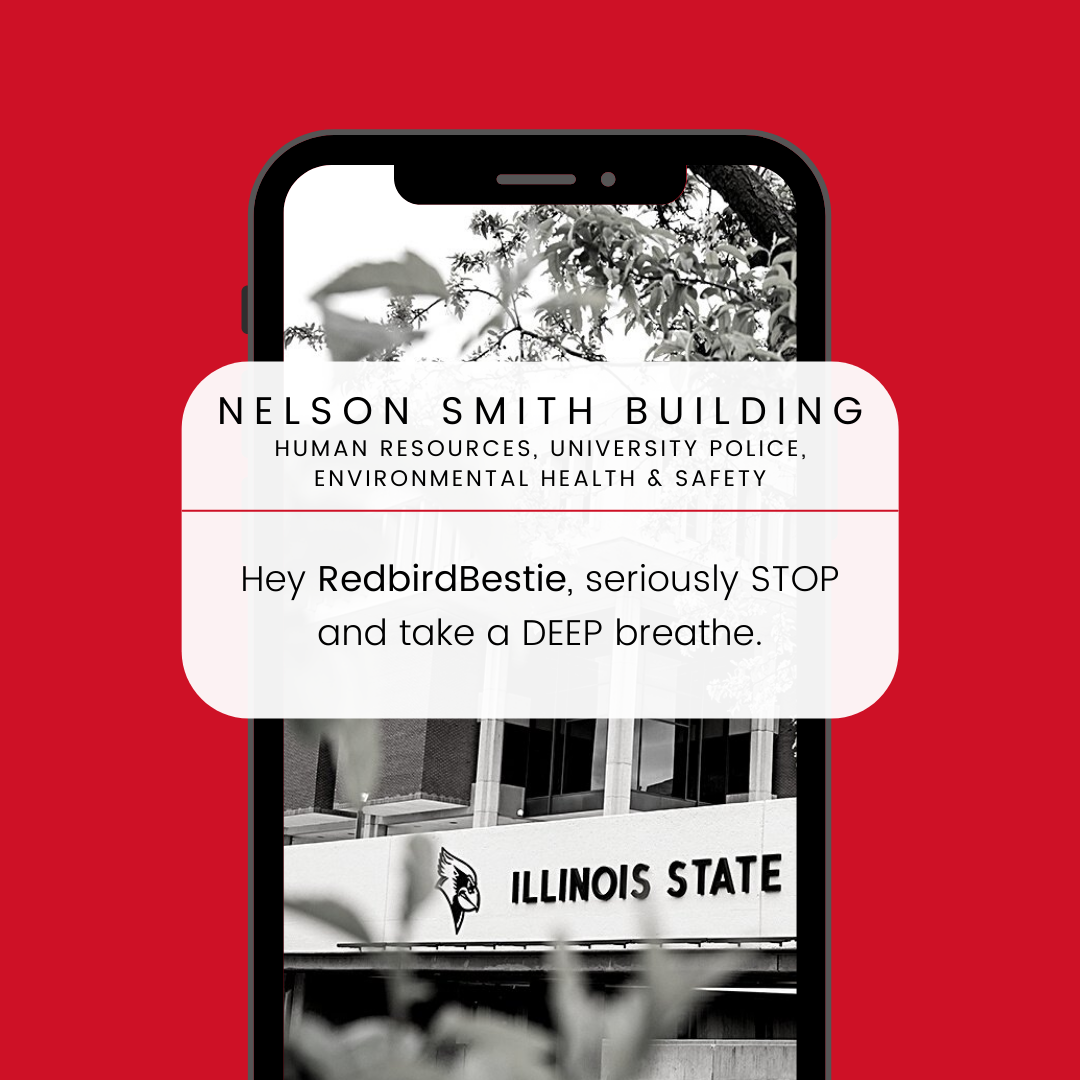 NELSON SMITH BUILDING
HUMAN RESOURCES, UNIVERSITY POLICE,
ENVIRONMENTAL HEALTH & SAFETY
Hey RedbirdBestie, seriously STOP
and take a DEEP breathe.
ILLINOIS STATE